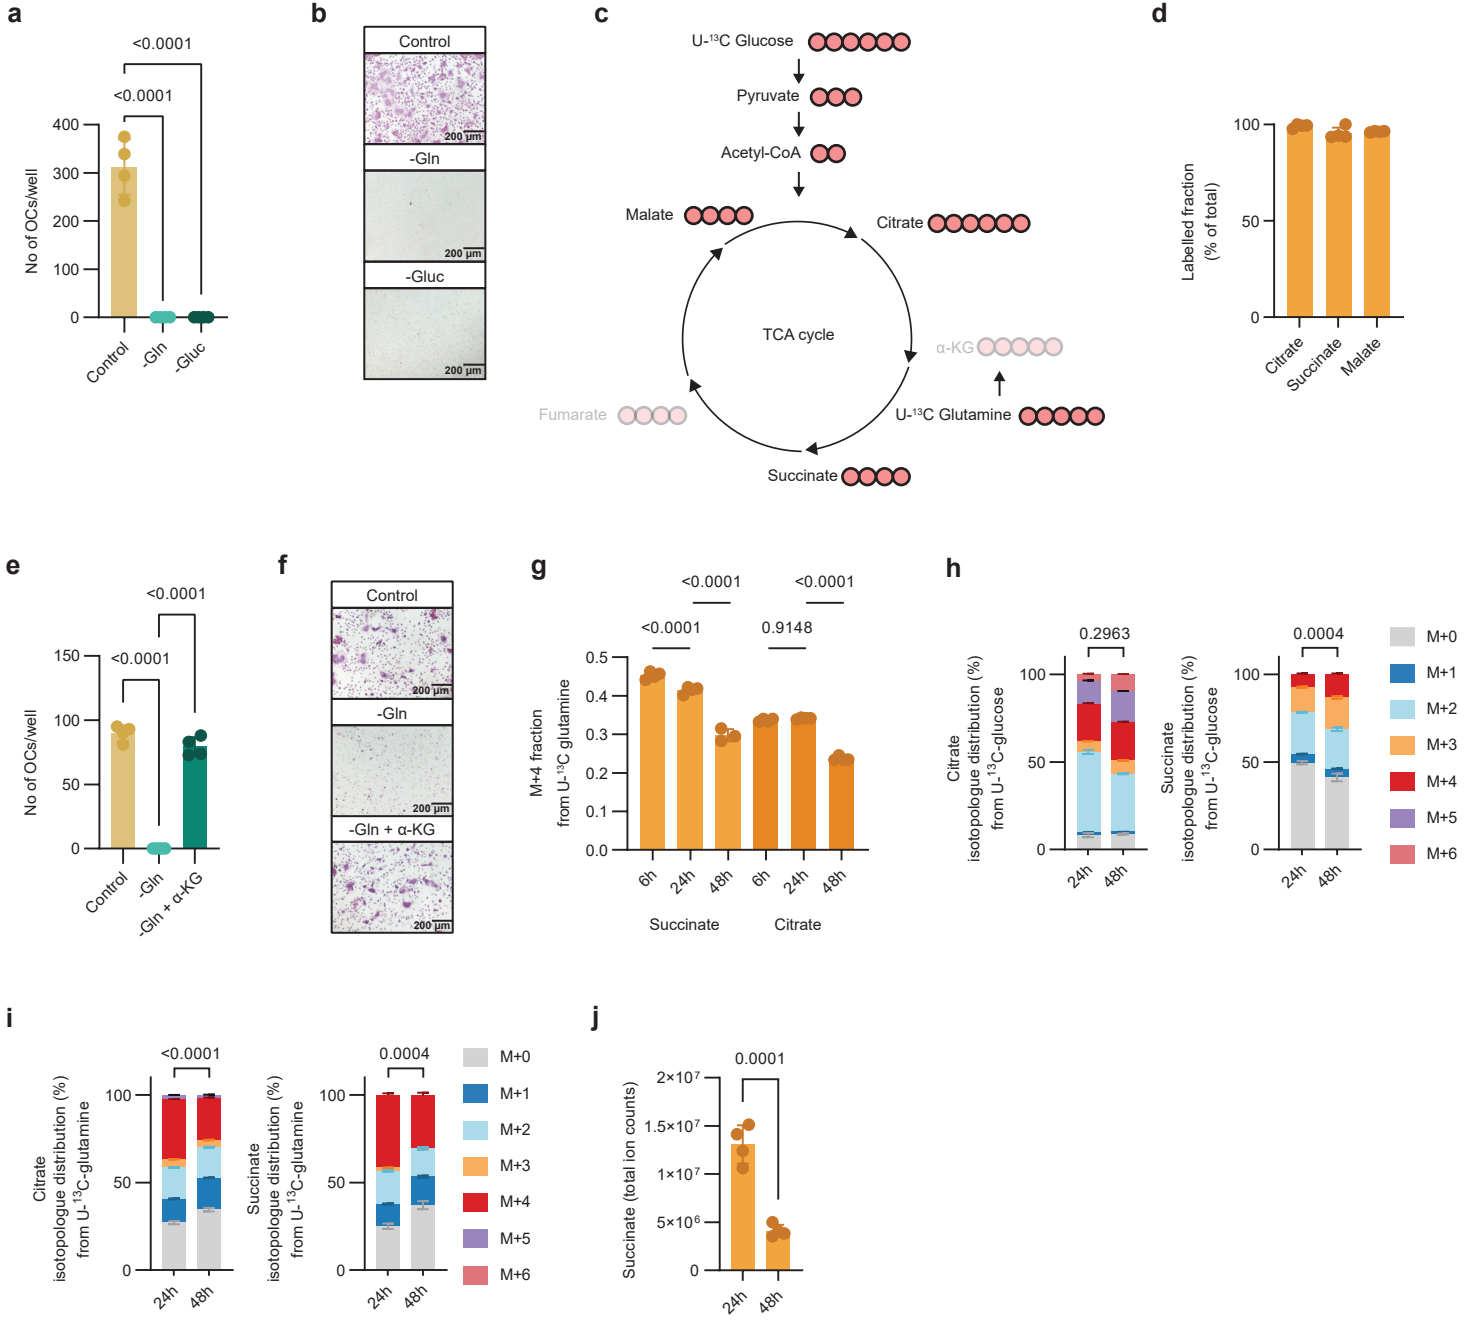 a
<0.0001
<0.0001
No of OCs/well
400
300
200
100
0
Control
-Gln
-Gluc
b
Control
200 µm
-Gln
200 µm
-Gluc
200 µm
c
U-¹³C Glucose
Pyruvate
Acetyl-CoA
Malate
Citrate
TCA cycle
α-KG
Fumarate
U-¹³C Glutamine
Succinate
d
Labelled fraction
(% of total)
100
50
0
Citrate
Succinate
Malate
e
<0.0001
<0.0001
No of OCs/well
150
100
50
0
Control
-Gln
-Gln + α-KG
f
Control
200 µm
-Gln
200 µm
-Gln + α-KG
200 µm
g
<0.0001
<0.0001
<0.0001
0.9148
M+4 fraction
from U-¹³C glutamine
0.5
0.4
0.3
0.2
0.1
0.0
6h
24h
48h
6h
24h
48h
Succinate
Citrate
h
0.2963
Citrate
isotopologue distribution (%)
from U-¹³C-glucose
100
50
0
24h
48h
0.0004
Succinate
isotopologue distribution (%)
from U-¹³C-glucose
100
50
0
24h
48h
M+0
M+1
M+2
M+3
M+4
M+5
M+6
i
<0.0001
Citrate
isotopologue distribution (%)
from U-¹³C-glutamine
100
50
0
24h
48h
0.0004
Succinate
isotopologue distribution (%)
from U-¹³C-glutamine
100
50
0
24h
48h
M+0
M+1
M+2
M+3
M+4
M+5
M+6
j
0.0001
Succinate (total ion counts)
2×10⁷
1.5×10⁷
1×10⁷
5×10⁶
0
24h
48h